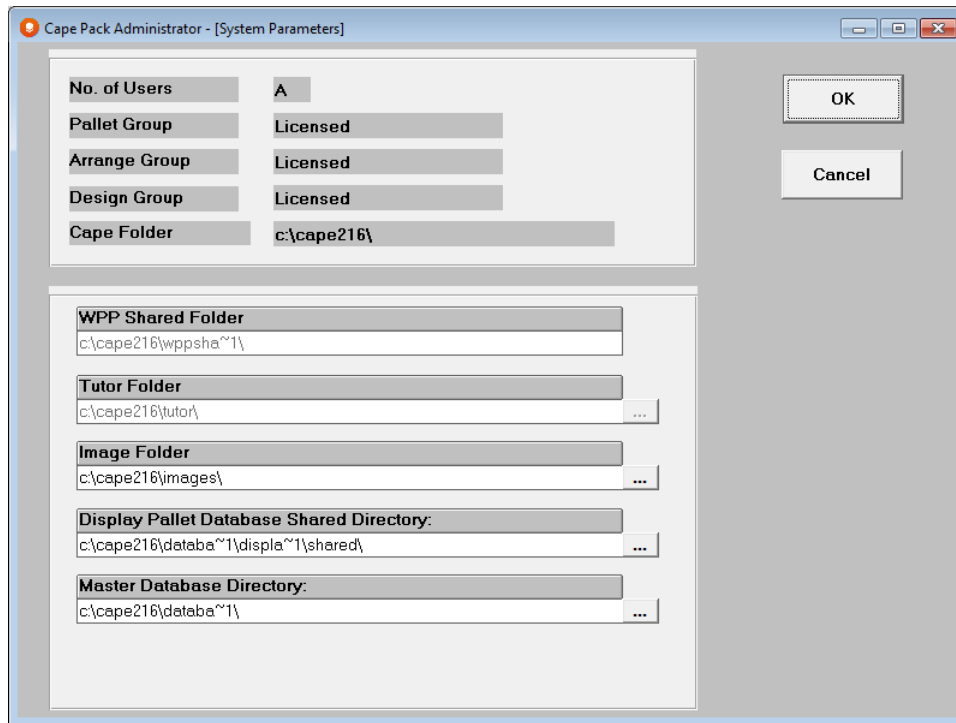 Cape Pack Administrator - [System Parameters]
No. of Users A
Pallet Group Licensed
Arrange Group Licensed
Design Group Licensed
Cape Folder c:\cape216\
OK
Cancel
WPP Shared Folder
c:\cape216\wppsha~1\
Tutor Folder
c:\cape216\tutor\ ...
Image Folder
c:\cape216\images\ ...
Display Pallet Database Shared Directory:
c:\cape216\databa~1\displa~1\shared\ ...
Master Database Directory:
c:\cape216\databa~1\ ...